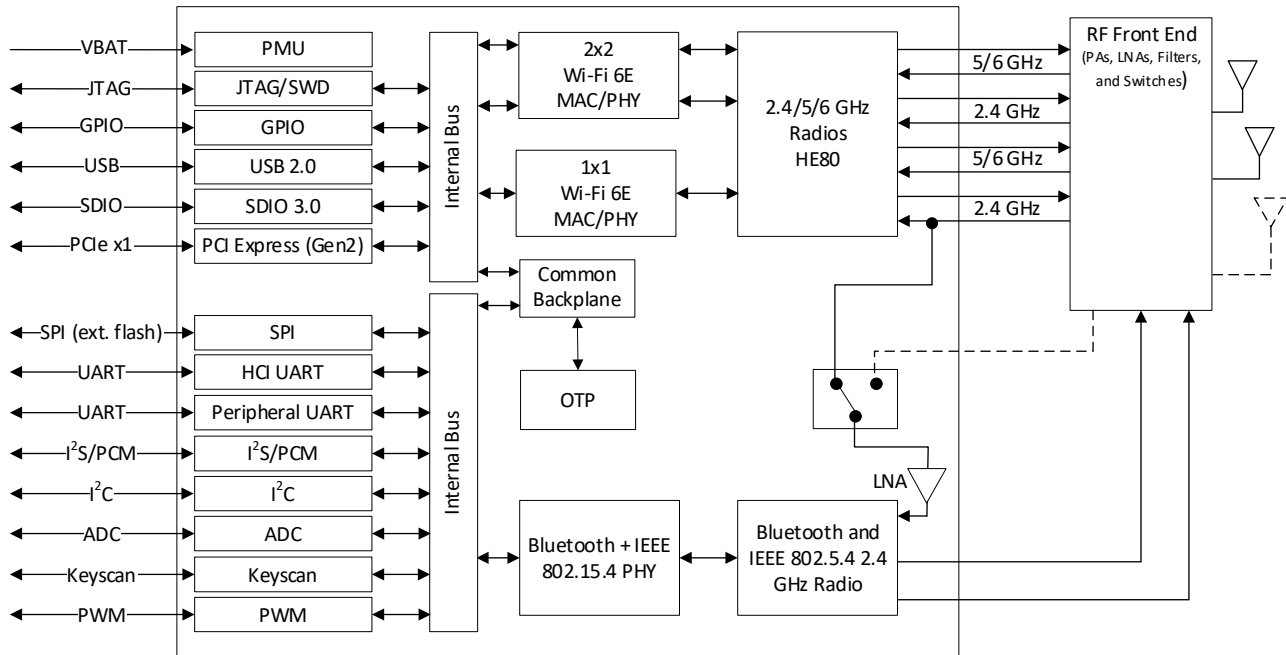 VBAT
PMU
JTAG
JTAG/SWD
GPIO
GPIO
USB
USB 2.0
SDIO
SDIO 3.0
PCIe x1
PCI Express (Gen2)
SPI (ext. flash)
SPI
UART
HCI UART
UART
Peripheral UART
I²S/PCM
I²S/PCM
I²C
I²C
ADC
ADC
Keyscan
Keyscan
PWM
PWM
Internal Bus
Internal Bus
2x2
Wi-Fi 6E
MAC/PHY
1x1
Wi-Fi 6E
MAC/PHY
Common
Backplane
OTP
Bluetooth + IEEE
802.15.4 PHY
2.4/5/6 GHz
Radios
HE80
5/6 GHz
2.4 GHz
5/6 GHz
2.4 GHz
LNA
Bluetooth and
IEEE 802.5.4 2.4
GHz Radio
RF Front End
(PAs, LNAs, Filters,
and Switches)